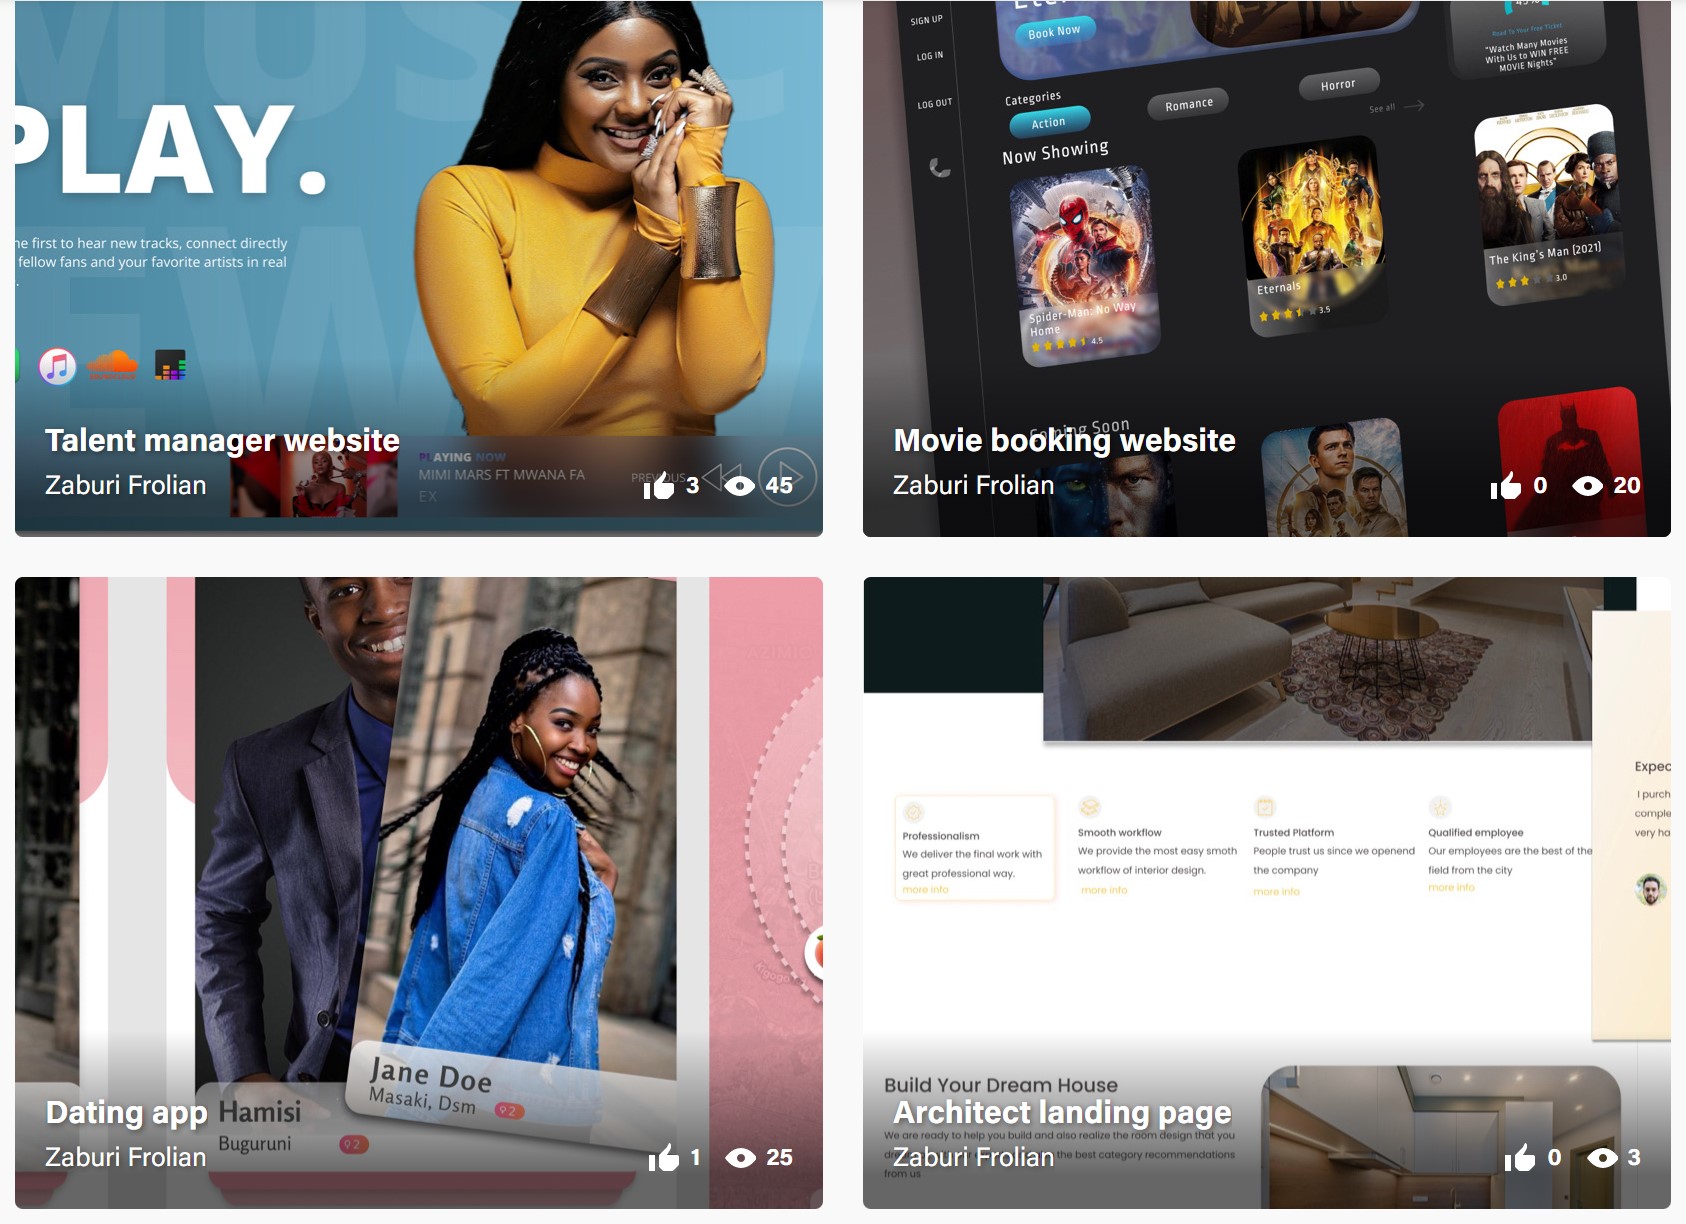 PLAY.
he first to hear new tracks, connect directly
fellow fans and your favorite artists in real
.
PLAYING NOW
MIMI MARS FT MWANA FA
EX
PREVIOUS
Talent manager website
Zaburi Frolian
3
45
SIGN UP
LOG IN
LOG OUT
Book Now
45%
Road To Your Free Ticket
"Watch Many Movies
With Us to WIN FREE
MOVIE Nights"
Categories
Action
Romance
Horror
See all
Now Showing
Spider-Man: No Way
Home
4.5
Eternals
3.5
The King's Man (2021)
3.0
Coming Soon
Movie booking website
Zaburi Frolian
0
20
Jane Doe
Masaki, Dsm
92
Hamisi
Buguruni
92
Kigogo
Dating app
Zaburi Frolian
1
25
Professionalism
We deliver the final work with
great professional way.
more info
Smooth workflow
We provide the most easy smoth
workflow of interior design.
more info
Trusted Platform
People trust us since we openend
the company
more info
Qualified employee
Our employees are the best of the
field from the city
more info
Expec
I purch
comple
very ha
Build Your Dream House
We are ready to help you build and also realize the room design that you
the best category recommendations
from us
Architect landing page
Zaburi Frolian
0
3